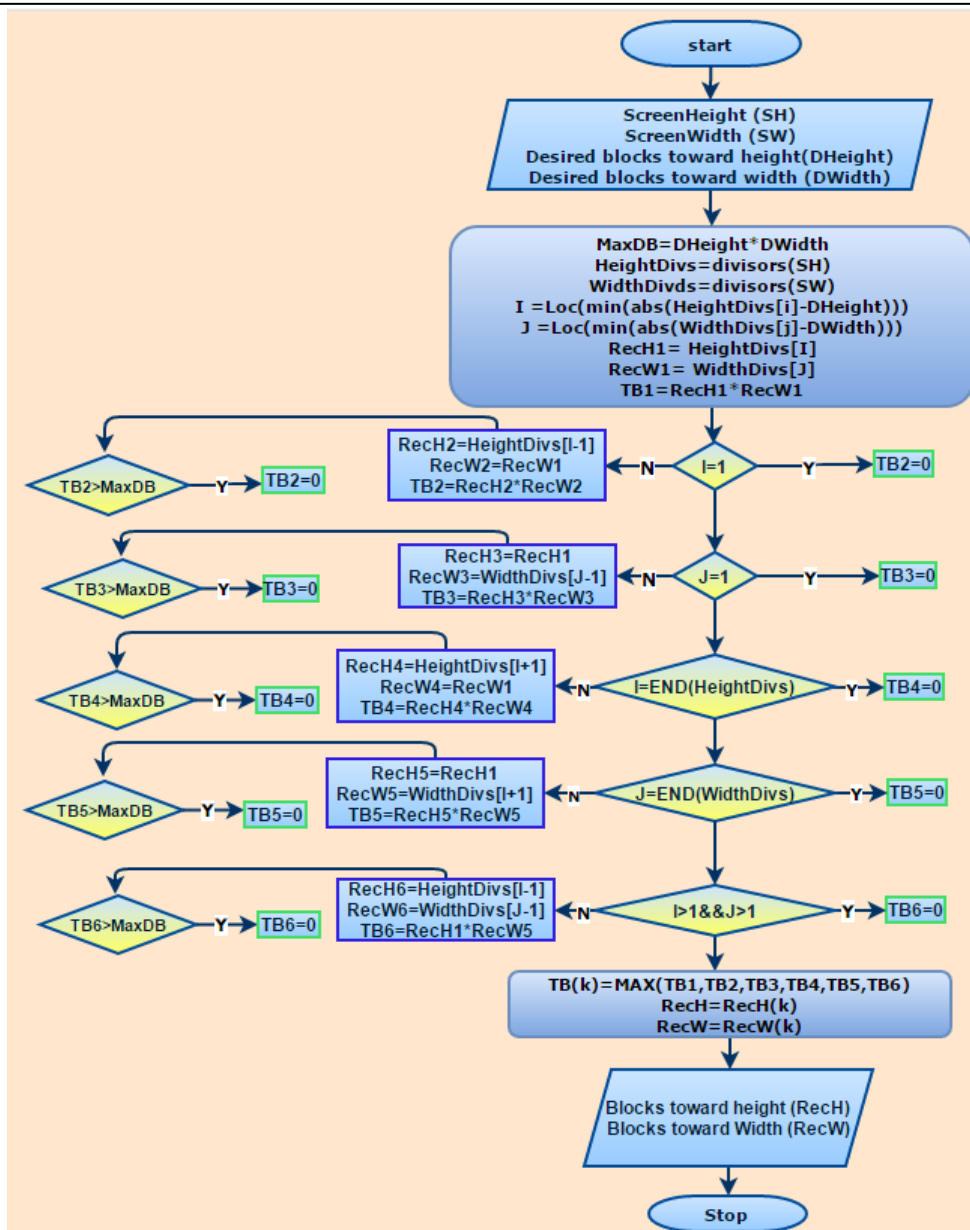 start
ScreenHeight (SH)
ScreenWidth (SW)
Desired blocks toward height(DHeight)
Desired blocks toward width (DWidth)
MaxDB=DHeight*DWidth
HeightDivs=divisors(SH)
WidthDivds=divisors(SW)
I =Loc(min(abs(HeightDivs[i]-DHeight)))
J =Loc(min(abs(WidthDivs[j]-DWidth)))
RecH1= HeightDivs[I]
RecW1= WidthDivs[J]
TB1=RecH1*RecW1
I=1
Y
TB2=0
N
RecH2=HeightDivs[I-1]
RecW2=RecW1
TB2=RecH2*RecW2
TB2>MaxDB
Y
TB2=0
J=1
Y
TB3=0
N
RecH3=RecH1
RecW3=WidthDivs[J-1]
TB3=RecH3*RecW3
TB3>MaxDB
Y
TB3=0
I=END(HeightDivs)
Y
TB4=0
N
RecH4=HeightDivs[I+1]
RecW4=RecW1
TB4=RecH4*RecW4
TB4>MaxDB
Y
TB4=0
J=END(WidthDivs)
Y
TB5=0
N
RecH5=RecH1
RecW5=WidthDivs[I+1]
TB5=RecH5*RecW5
TB5>MaxDB
Y
TB5=0
I>1&&J>1
Y
TB6=0
N
RecH6=HeightDivs[I-1]
RecW6=WidthDivs[J-1]
TB6=RecH1*RecW5
TB6>MaxDB
Y
TB6=0
TB(k)=MAX(TB1,TB2,TB3,TB4,TB5,TB6)
RecH=RecH(k)
RecW=RecW(k)
Blocks toward height (RecH)
Blocks toward Width (RecW)
Stop